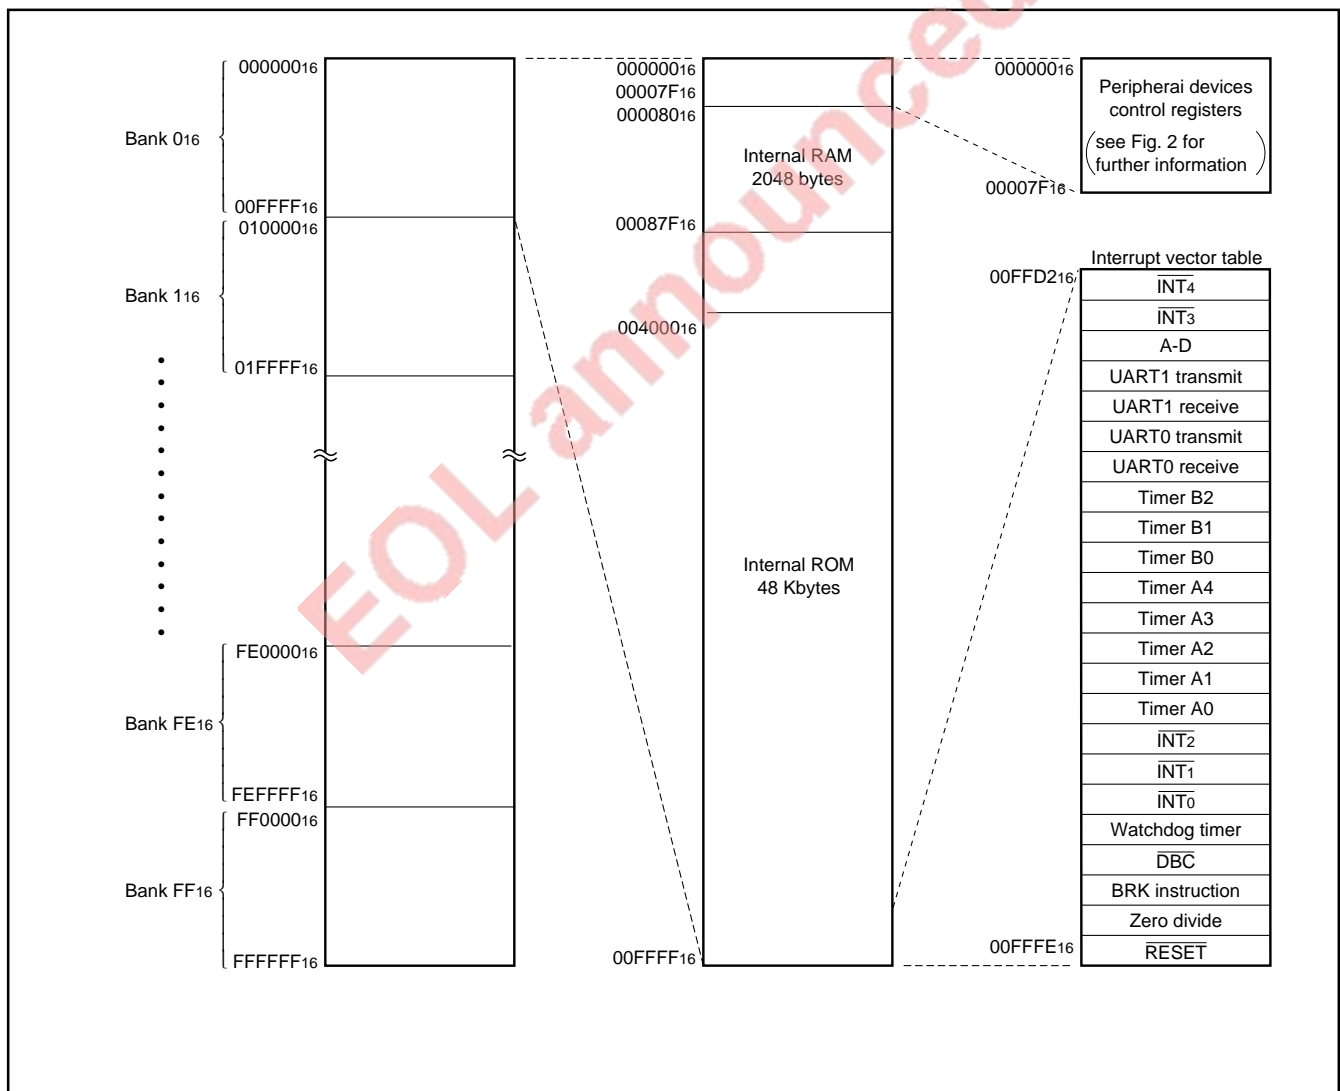 000000₁₆
Bank 0₁₆
00FFFF₁₆
010000₁₆
Bank 1₁₆
01FFFF₁₆
FE0000₁₆
Bank FE₁₆
FEFFFF₁₆
FF0000₁₆
Bank FF₁₆
FFFFFF₁₆
000000₁₆
00007F₁₆
000080₁₆
Internal RAM
2048 bytes
00087F₁₆
004000₁₆
Internal ROM
48 Kbytes
00FFFF₁₆
000000₁₆
Peripherai devices
control registers
(see Fig. 2 for
further information)
00007F₁₆
Interrupt vector table
00FFD2₁₆
INT₄
INT₃
A-D
UART1 transmit
UART1 receive
UART0 transmit
UART0 receive
Timer B2
Timer B1
Timer B0
Timer A4
Timer A3
Timer A2
Timer A1
Timer A0
INT₂
INT₁
INT₀
Watchdog timer
DBC
BRK instruction
Zero divide
00FFFE₁₆
RESET
EOL announced